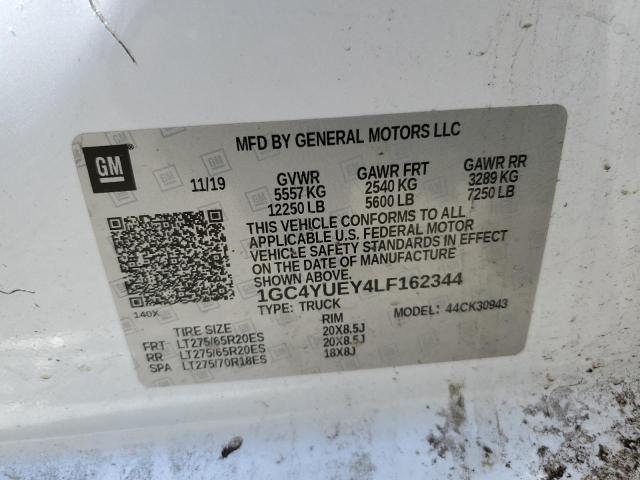 MFD BY GENERAL MOTORS LLC
GM
11/19 GVWR GAWR FRT GAWR RR
5557 KG 2540 KG 3289 KG
12250 LB 5600 LB 7250 LB
THIS VEHICLE CONFORMS TO ALL
APPLICABLE U.S. FEDERAL MOTOR
VEHICLE SAFETY STANDARDS IN EFFECT
ON THE DATE OF MANUFACTURE
SHOWN ABOVE.
1GC4YUEY4LF162344
140X TYPE: TRUCK MODEL: 44CK30943
TIRE SIZE RIM
FRT LT275/65R20ES 20X8.5J
RR LT275/65R20ES 20X8.5J
SPA LT275/70R18ES 18X8J